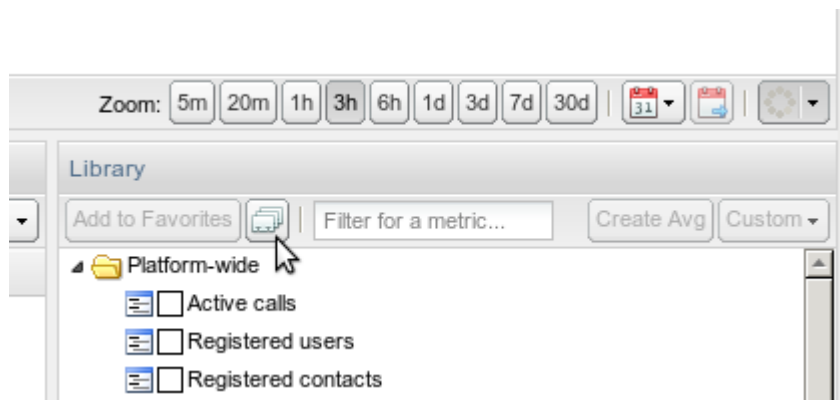 Zoom: 5m 20m 1h 3h 6h 1d 3d 7d 30d 31
Library
Add to Favorites Filter for a metric... Create Avg Custom
Platform-wide
Active calls
Registered users
Registered contacts